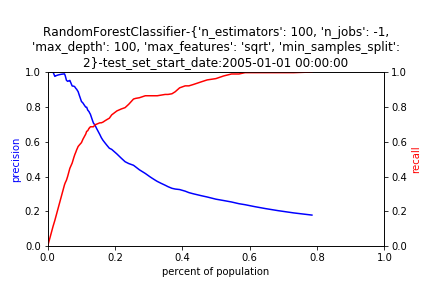 RandomForestClassifier-{'n_estimators': 100, 'n_jobs': -1,
'max_depth': 100, 'max_features': 'sqrt', 'min_samples_split':
2}-test_set_start_date:2005-01-01 00:00:00
1.0 1.0
0.8 0.8
0.6 0.6
precision recall
0.4 0.4
0.2 0.2
0.0 0.0
0.0 0.2 0.4 0.6 0.8 1.0
percent of population